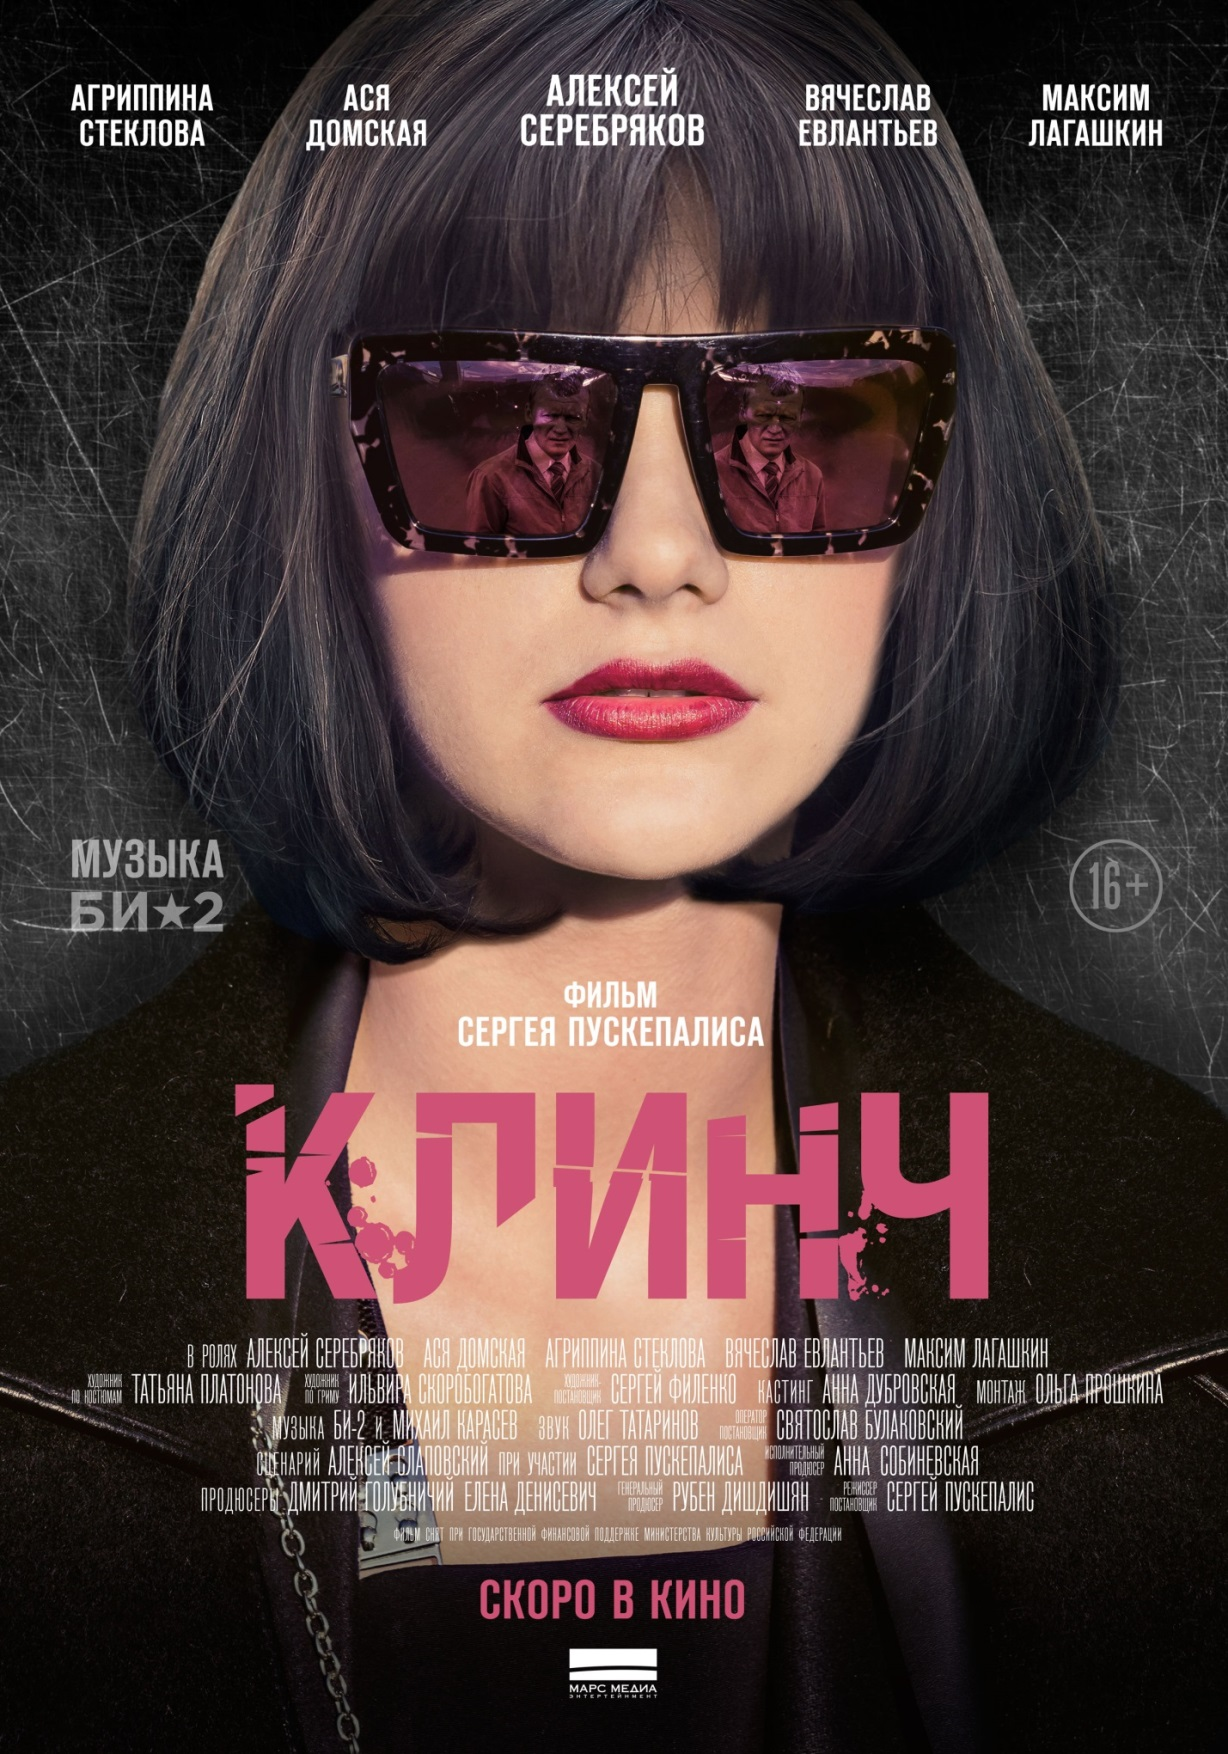 АГРИППИНА СТЕКЛОВА
АСЯ ДОМСКАЯ
АЛЕКСЕЙ СЕРЕБРЯКОВ
ВЯЧЕСЛАВ ЕВЛАНТЬЕВ
МАКСИМ ЛАГАШКИН
МУЗЫКА
БИ★2
16+
ФИЛЬМ
СЕРГЕЯ ПУСКЕПАЛИСА
КЛИНЧ
В РОЛЯХ АЛЕКСЕЙ СЕРЕБРЯКОВ АСЯ ДОМСКАЯ АГРИППИНА СТЕКЛОВА ВЯЧЕСЛАВ ЕВЛАНТЬЕВ МАКСИМ ЛАГАШКИН
ХУДОЖНИК ПО КОСТЮМАМ ТАТЬЯНА ПЛАТОНОВА ХУДОЖНИК ПО ГРИМУ ИЛЬВИРА СКОРОБОГАТОВА ХУДОЖНИК-ПОСТАНОВЩИК СЕРГЕЙ ФИЛЕНКО КАСТИНГ АННА ДУБРОВСКАЯ МОНТАЖ ОЛЬГА ПРОШКИНА
МУЗЫКА БИ-2 И МИХАИЛ КАРАСЕВ ЗВУК ОЛЕГ ТАТАРИНОВ ОПЕРАТОР ПОСТАНОВЩИК СВЯТОСЛАВ БУЛАКОВСКИЙ
СЦЕНАРИЙ АЛЕКСЕЙ СЛАПОВСКИЙ ПРИ УЧАСТИИ СЕРГЕЯ ПУСКЕПАЛИСА ИСПОЛНИТЕЛЬНЫЙ ПРОДЮСЕР АННА СОБИНЕВСКАЯ
ПРОДЮСЕРЫ ДМИТРИЙ ГОЛУБНИЧИЙ ЕЛЕНА ДЕНИСЕВИЧ ГЕНЕРАЛЬНЫЙ ПРОДЮСЕР РУБЕН ДИШДИШЯН РЕЖИССЕР ПОСТАНОВЩИК СЕРГЕЙ ПУСКЕПАЛИС
ФИЛЬМ СНЯТ ПРИ ГОСУДАРСТВЕННОЙ ФИНАНСОВОЙ ПОДДЕРЖКЕ МИНИСТЕРСТВА КУЛЬТУРЫ РОССИЙСКОЙ ФЕДЕРАЦИИ
СКОРО В КИНО
МАРС МЕДИА
ЭНТЕРТЕЙНМЕНТ